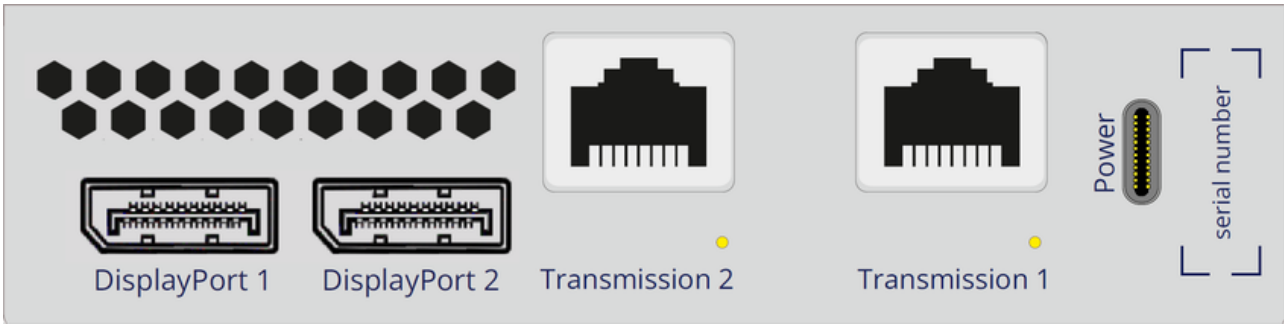 DisplayPort 1
DisplayPort 2
Transmission 2
Transmission 1
Power
serial number